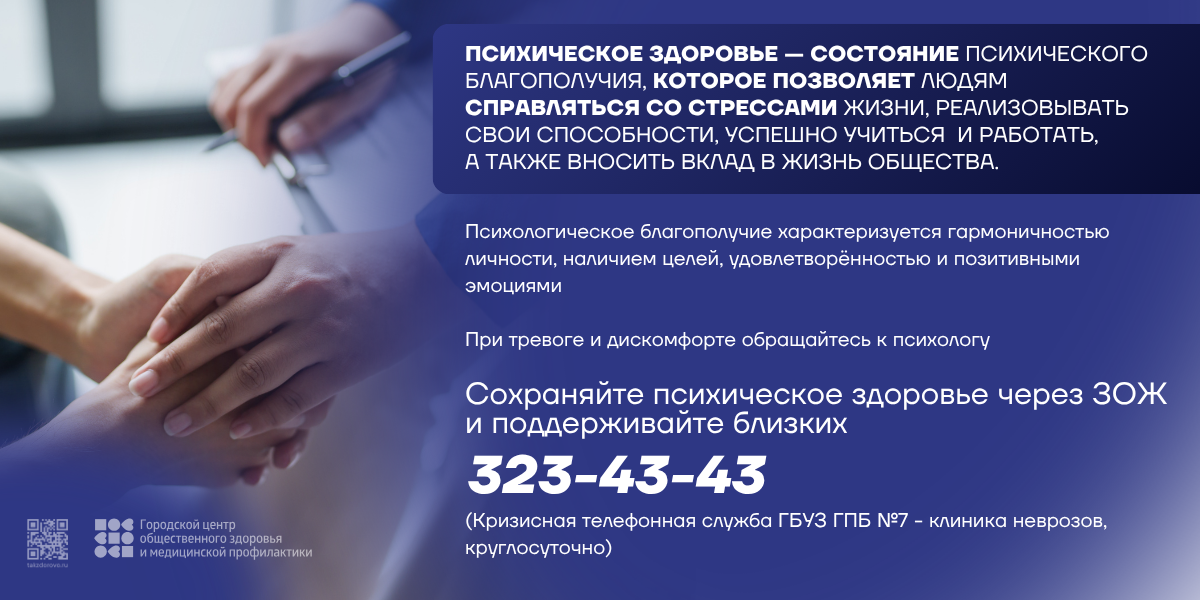 ПСИХИЧЕСКОЕ ЗДОРОВЬЕ — СОСТОЯНИЕ ПСИХИЧЕСКОГО
БЛАГОПОЛУЧИЯ, КОТОРОЕ ПОЗВОЛЯЕТ ЛЮДЯМ
СПРАВЛЯТЬСЯ СО СТРЕССАМИ ЖИЗНИ, РЕАЛИЗОВЫВАТЬ
СВОИ СПОСОБНОСТИ, УСПЕШНО УЧИТЬСЯ И РАБОТАТЬ,
А ТАКЖЕ ВНОСИТЬ ВКЛАД В ЖИЗНЬ ОБЩЕСТВА.
Психологическое благополучие характеризуется гармоничностью
личности, наличием целей, удовлетворённостью и позитивными
эмоциями
При тревоге и дискомфорте обращайтесь к психологу
Сохраняйте психическое здоровье через ЗОЖ
и поддерживайте близких
323-43-43
(Кризисная телефонная служба ГБУЗ ГПБ №7 - клиника неврозов,
круглосуточно)
Городской центр
общественного здоровья
и медицинской профилактики
takzdorovo.ru